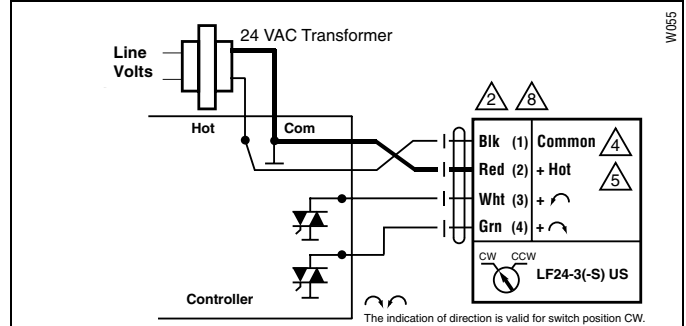 W055
24 VAC Transformer
Line
Volts
Hot Com
2 8
Blk (1) Common 4
Red (2) + Hot 5
Wht (3) +
Grn (4) +
CW CCW
LF24-3(-S) US
Controller
The indication of direction is valid for switch position CW.